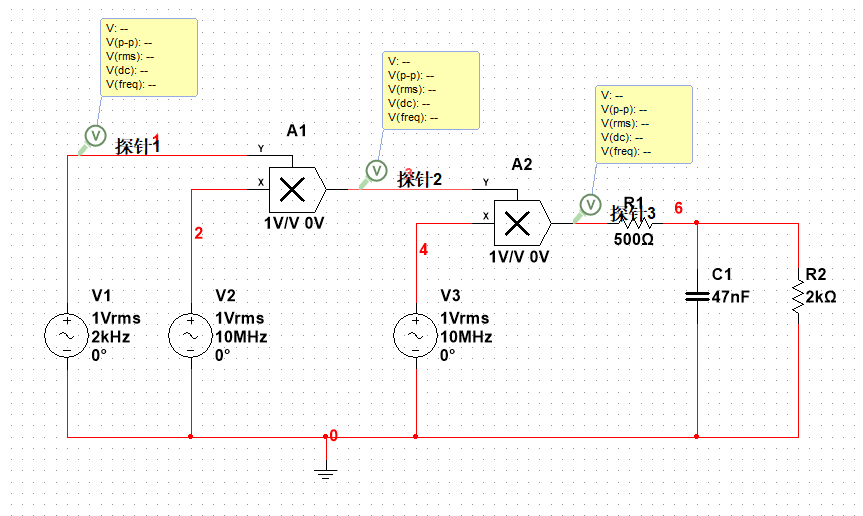 V: --
V(p-p): --
V(rms): --
V(dc): --
V(freq): --
V: --
V(p-p): --
V(rms): --
V(dc): --
V(freq): --
V: --
V(p-p): --
V(rms): --
V(dc): --
V(freq): --
V
探针1
1
A1
Y
X
1V/V 0V
V
探针2
3
A2
Y
X
1V/V 0V
V
探针3
R1
500Ω
6
2
4
C1
47nF
R2
2kΩ
V1
1Vrms
2kHz
0°
V2
1Vrms
10MHz
0°
V3
1Vrms
10MHz
0°
0